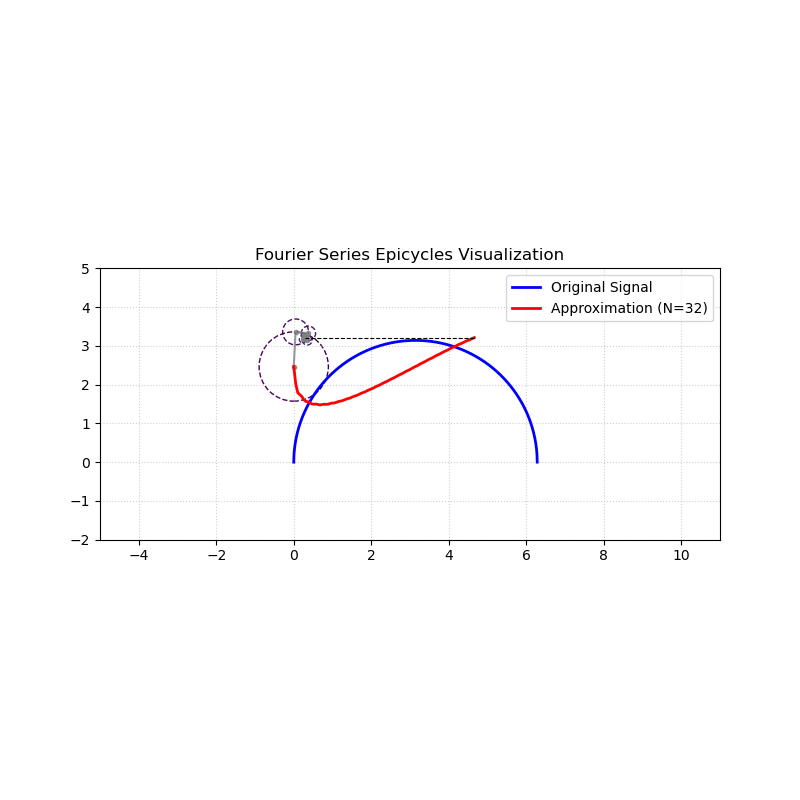 Fourier Series Epicycles Visualization
Original Signal
Approximation (N=32)
5
4
3
2
1
0
−1
−2
−4 −2 0 2 4 6 8 10